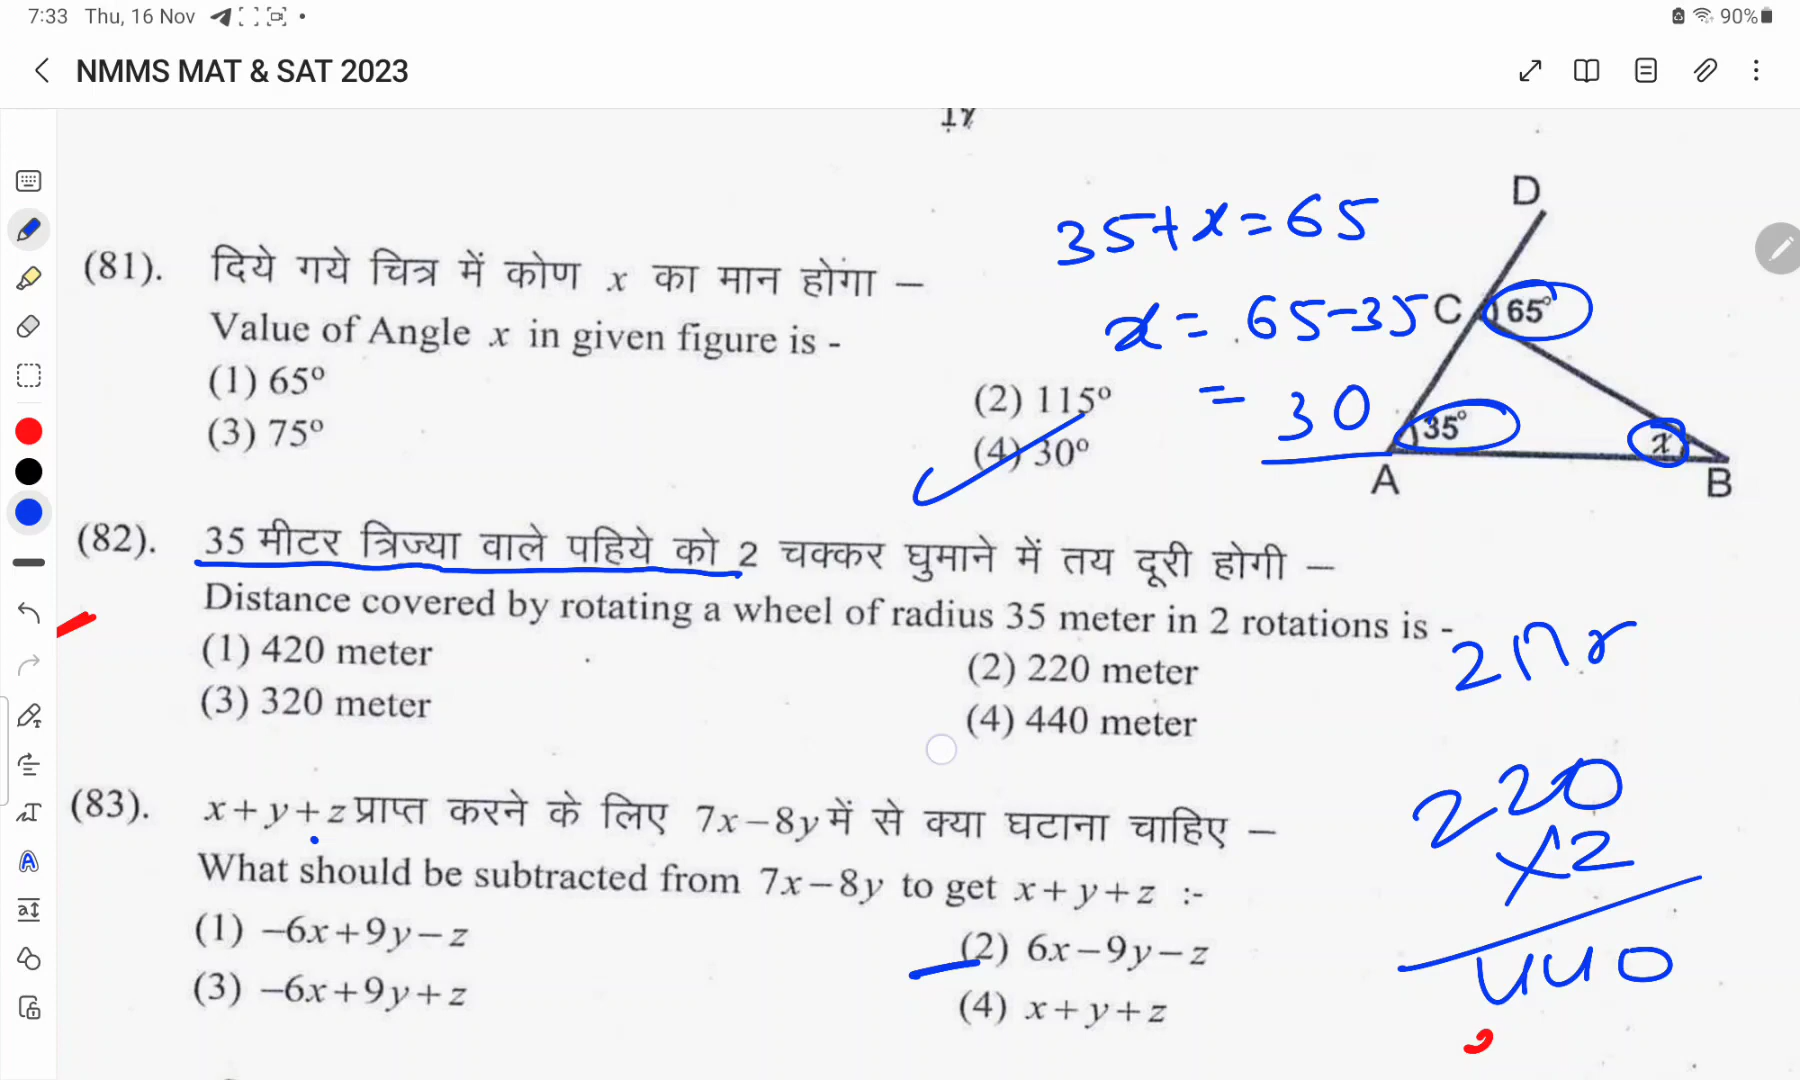 7:33 Thu, 16 Nov
90%
NMMS MAT & SAT 2023
(81). दिये गये चित्र में कोण x का मान होगा –
Value of Angle x in given figure is -
(1) 65º
(2) 115º
(3) 75º
(4) 30º
35+x=65
x = 65-35
= 30
D
C 65°
35° x
A B
(82). 35 मीटर त्रिज्या वाले पहिये को 2 चक्कर घुमाने में तय दूरी होगी –
Distance covered by rotating a wheel of radius 35 meter in 2 rotations is -
(1) 420 meter
(2) 220 meter
(3) 320 meter
(4) 440 meter
2πr
220
×2
440
(83). x+y+z प्राप्त करने के लिए 7x–8y में से क्या घटाना चाहिए –
What should be subtracted from 7x–8y to get x+y+z :-
(1) –6x+9y–z
(2) 6x–9y–z
(3) –6x+9y+z
(4) x+y+z